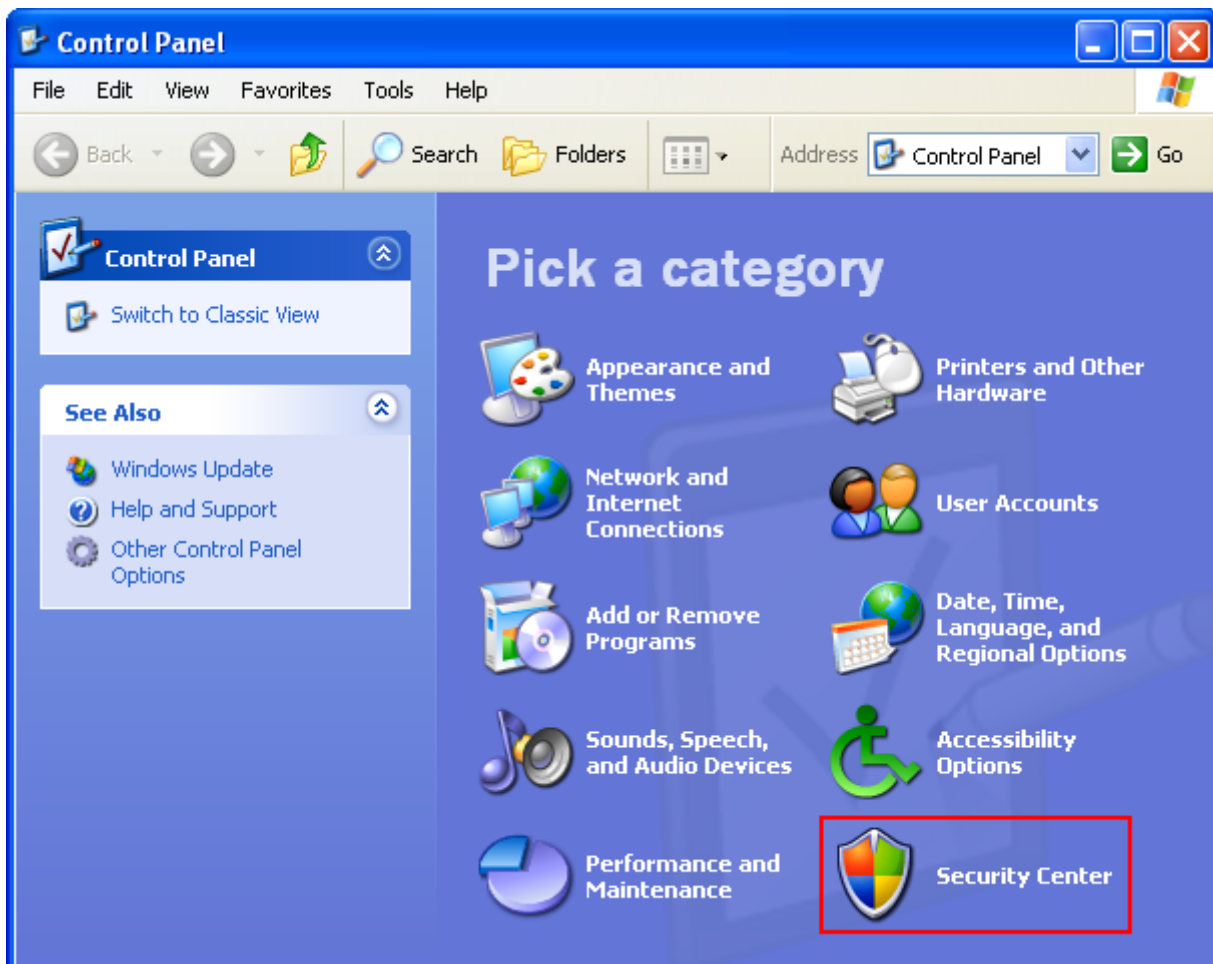 Control Panel
File Edit View Favorites Tools Help
Back Search Folders Address Control Panel Go
Control Panel
Switch to Classic View
See Also
Windows Update
Help and Support
Other Control Panel
Options
Pick a category
Appearance and
Themes
Printers and Other
Hardware
Network and
Internet
Connections
User Accounts
Add or Remove
Programs
Date, Time,
Language, and
Regional Options
Sounds, Speech,
and Audio Devices
Accessibility
Options
Performance and
Maintenance
Security Center